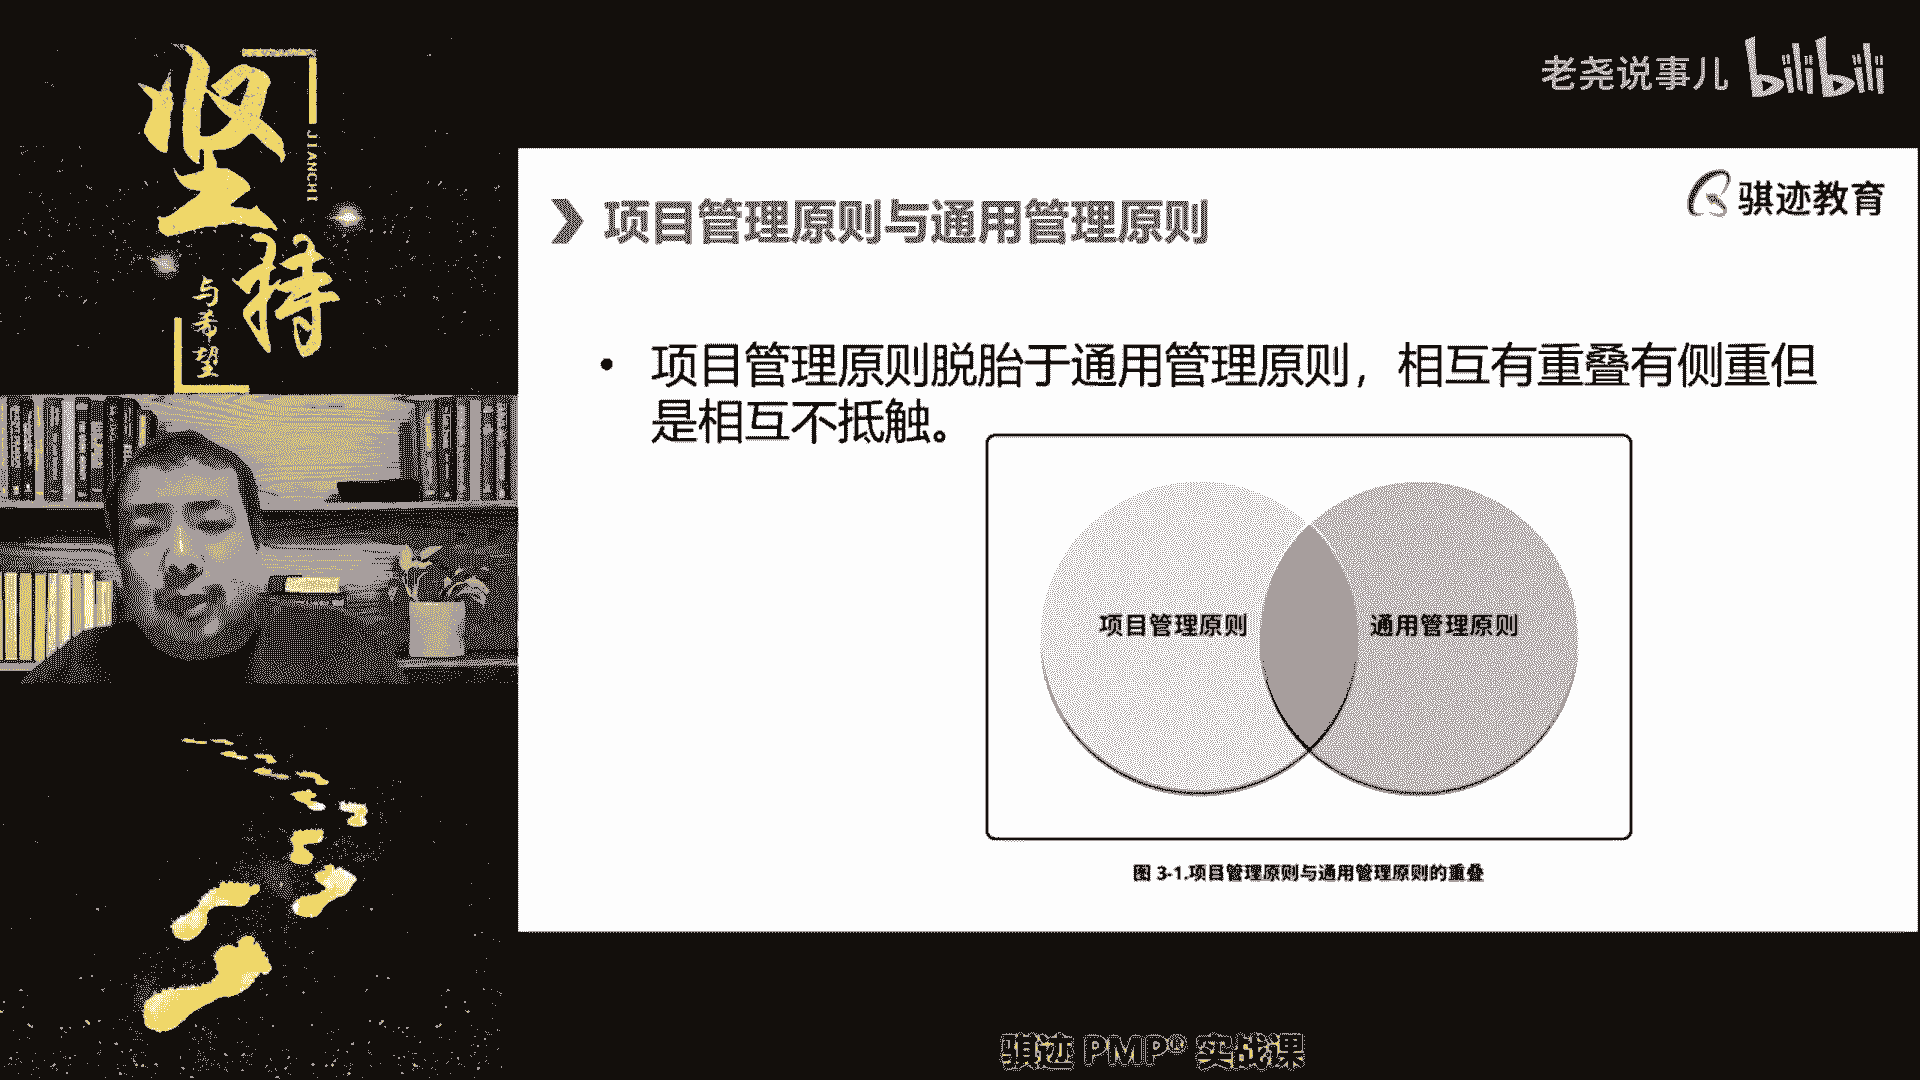 坚持
JIANCHI
与希望
老尧说事儿 bilibili
骐迹教育
项目管理原则与通用管理原则
• 项目管理原则脱胎于通用管理原则，相互有重叠有侧重但
是相互不抵触。
项目管理原则
通用管理原则
图 3-1.项目管理原则与通用管理原则的重叠
骐迹 PMP® 实战课